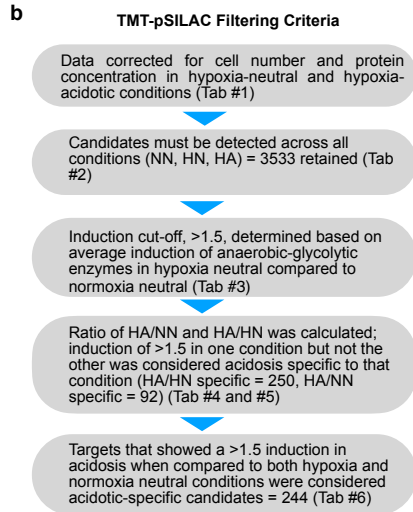 b
TMT-pSILAC Filtering Criteria
Data corrected for cell number and protein
concentration in hypoxia-neutral and hypoxia-
acidotic conditions (Tab #1)
Candidates must be detected across all
conditions (NN, HN, HA) = 3533 retained (Tab
#2)
Induction cut-off, >1.5, determined based on
average induction of anaerobic-glycolytic
enzymes in hypoxia neutral compared to
normoxia neutral (Tab #3)
Ratio of HA/NN and HA/HN was calculated;
induction of >1.5 in one condition but not the
other was considered acidosis specific to that
condition (HA/HN specific = 250, HA/NN
specific = 92) (Tab #4 and #5)
Targets that showed a >1.5 induction in
acidosis when compared to both hypoxia and
normoxia neutral conditions were considered
acidotic-specific candidates = 244 (Tab #6)